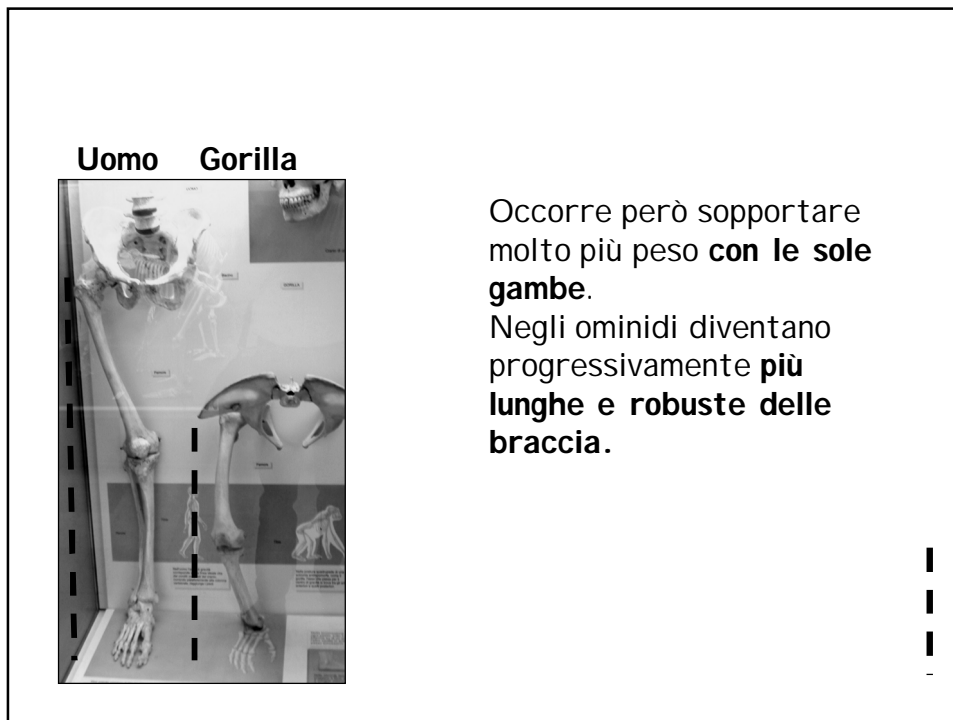 Uomo Gorilla
Occorre però sopportare
molto più peso con le sole
gambe.
Negli ominidi diventano
progressivamente più
lunghe e robuste delle
braccia.
GORILLA